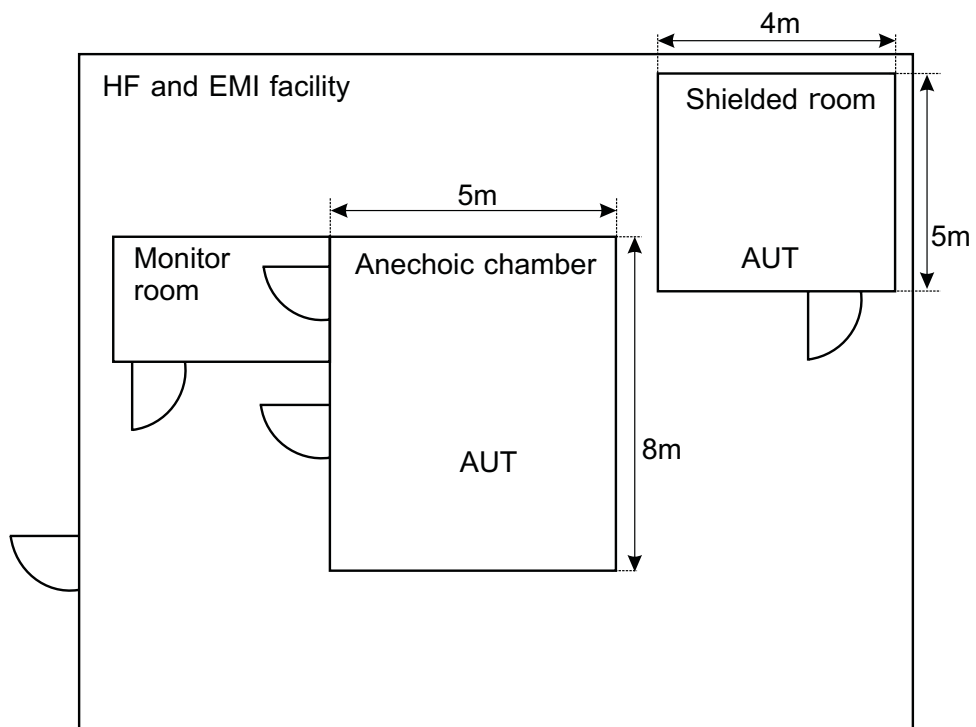 4m
HF and EMI facility
Shielded room
5m
5m
Monitor
room
Anechoic chamber
AUT
8m
AUT